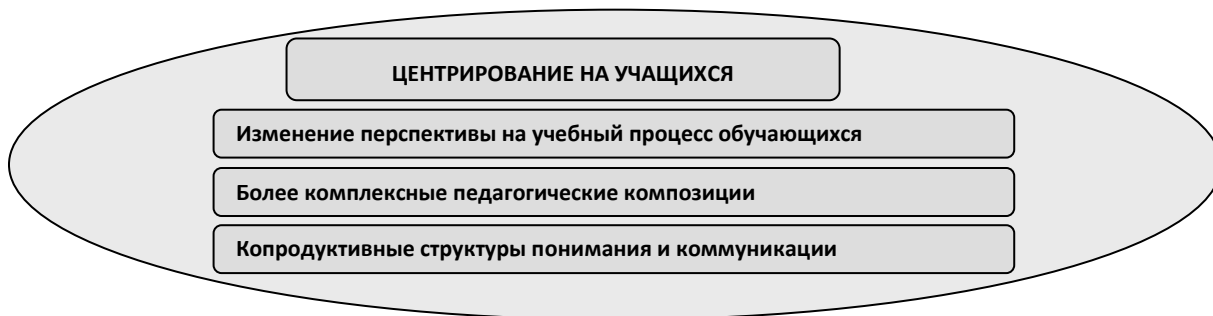 ЦЕНТРИРОВАНИЕ НА УЧАЩИХСЯ
Изменение перспективы на учебный процесс обучающихся
Более комплексные педагогические композиции
Копродуктивные структуры понимания и коммуникации